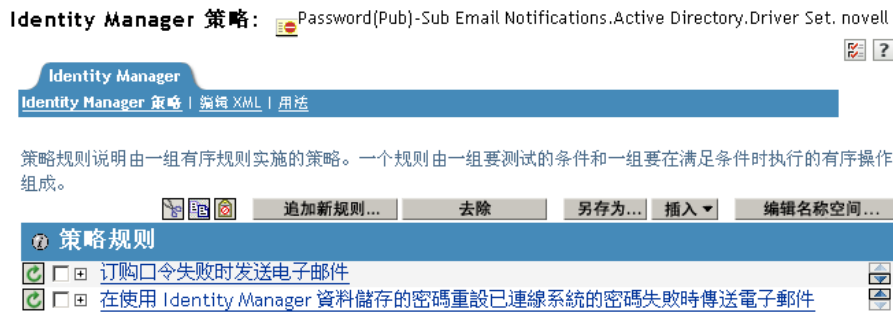 Identity Manager 策略: Password(Pub)-Sub Email Notifications.Active Directory.Driver Set. novell
?
Identity Manager
Identity Manager 策略 | 编辑 XML | 用法
策略规则说明由一组有序规则实施的策略。一个规则由一组要测试的条件和一组要在满足条件时执行的有序操作
组成。
追加新规则... 去除 另存为... 插入 编辑名称空间...
策略规则
订购口令失败时发送电子邮件
在使用 Identity Manager 資料儲存的密碼重設已連線系統的密碼失敗時傳送電子郵件